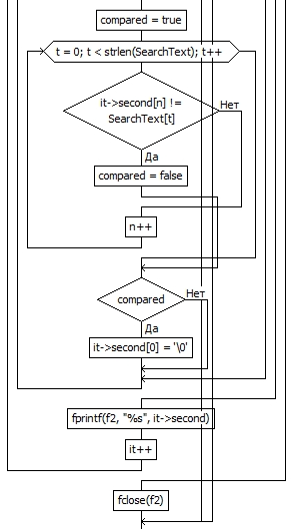 compared = true
t = 0; t < strlen(SearchText); t++
it->second[n] !=
SearchText[t]
Нет
Да
compared = false
n++
compared
Нет
Да
it->second[0] = '\0'
fprintf(f2, "%s", it->second)
it++
fclose(f2)